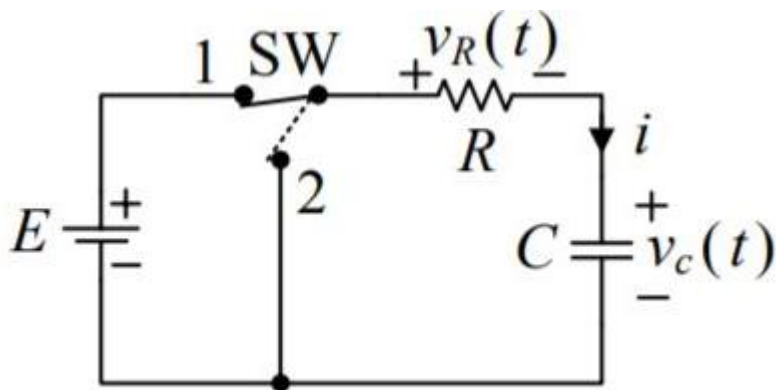 1 SW + v_R(t) −
R
i
2
E + −
C + v_c(t) −